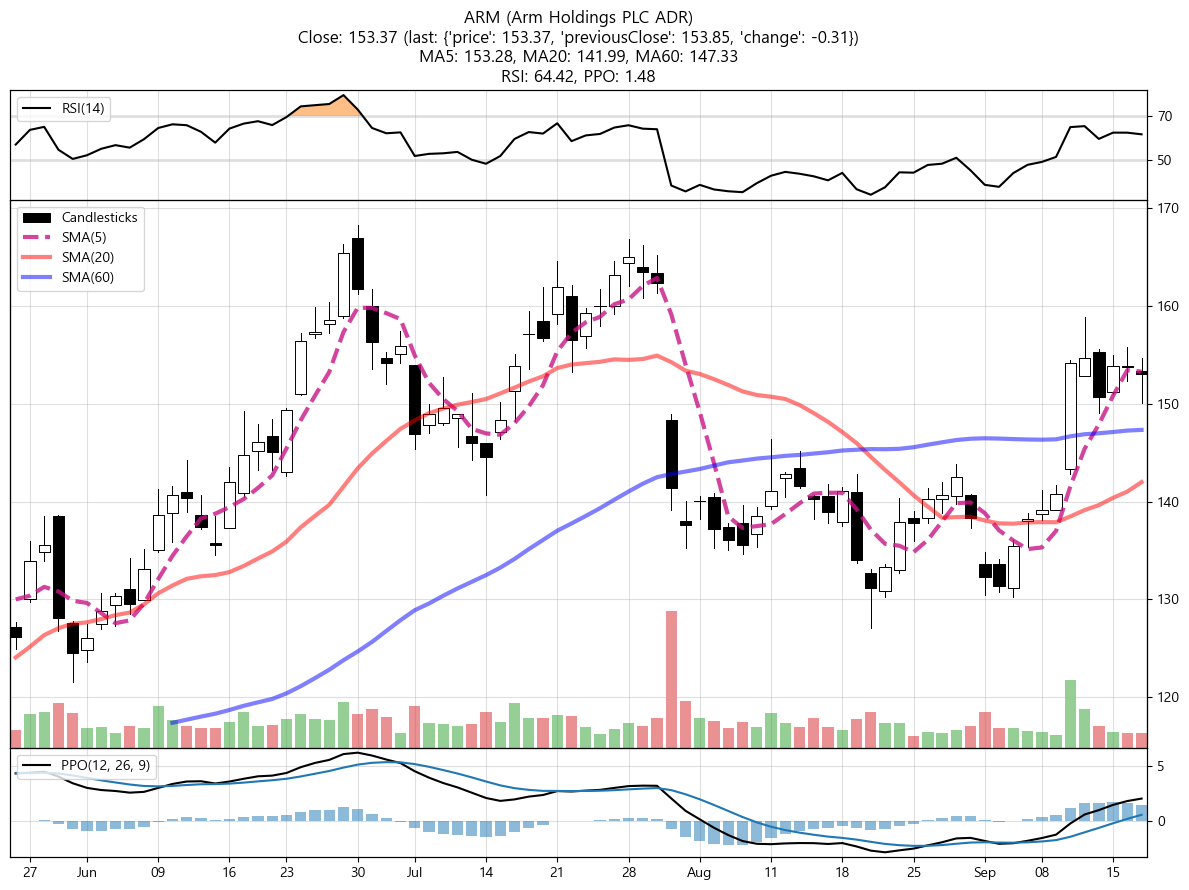 ARM (Arm Holdings PLC ADR)
Close: 153.37 (last: {'price': 153.37, 'previousClose': 153.85, 'change': -0.31})
MA5: 153.28, MA20: 141.99, MA60: 147.33
RSI: 64.42, PPO: 1.48
RSI(14)
70
50
Candlesticks
SMA(5)
SMA(20)
SMA(60)
170
160
150
140
130
120
PPO(12, 26, 9)
5
0
27 Jun 09 16 23 30 Jul 14 21 28 Aug 11 18 25 Sep 08 15